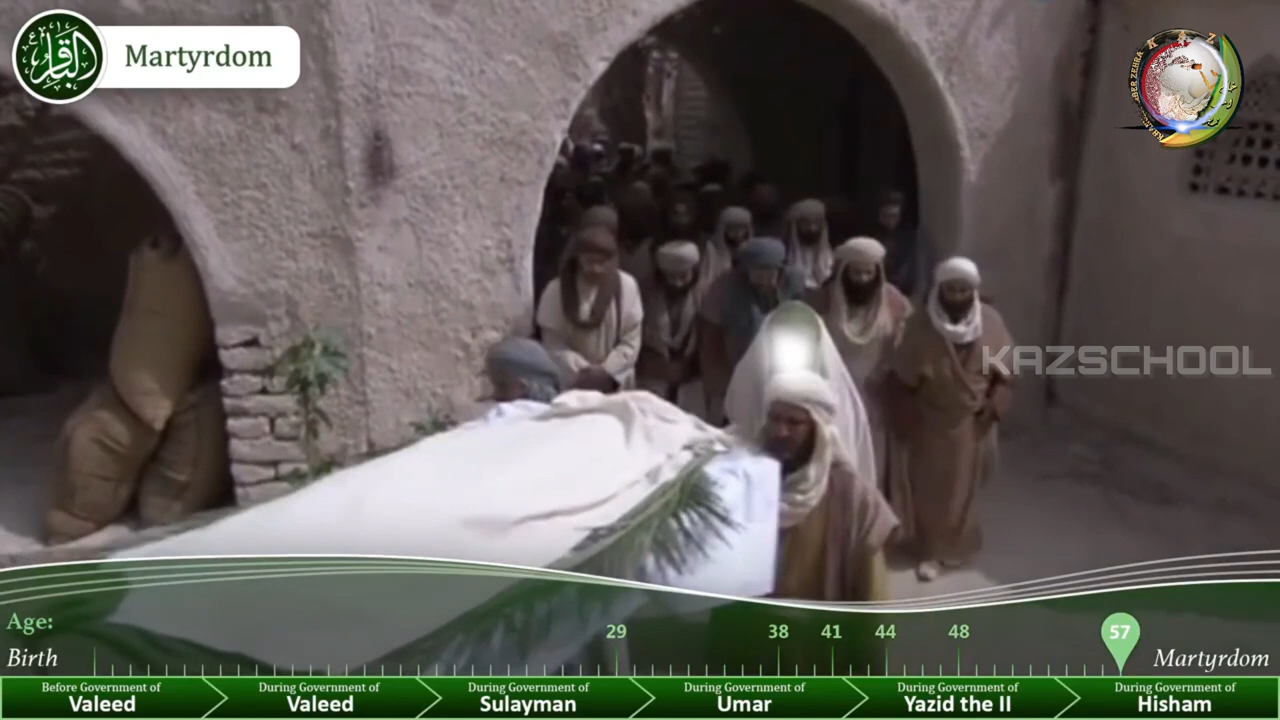 الباقر
Martyrdom
K A Z
KAZSCHOOL
Age:
29
38
41
44
48
57
Birth
Martyrdom
Before Government of
Valeed
During Government of
Valeed
During Government of
Sulayman
During Government of
Umar
During Government of
Yazid the II
During Government of
Hisham